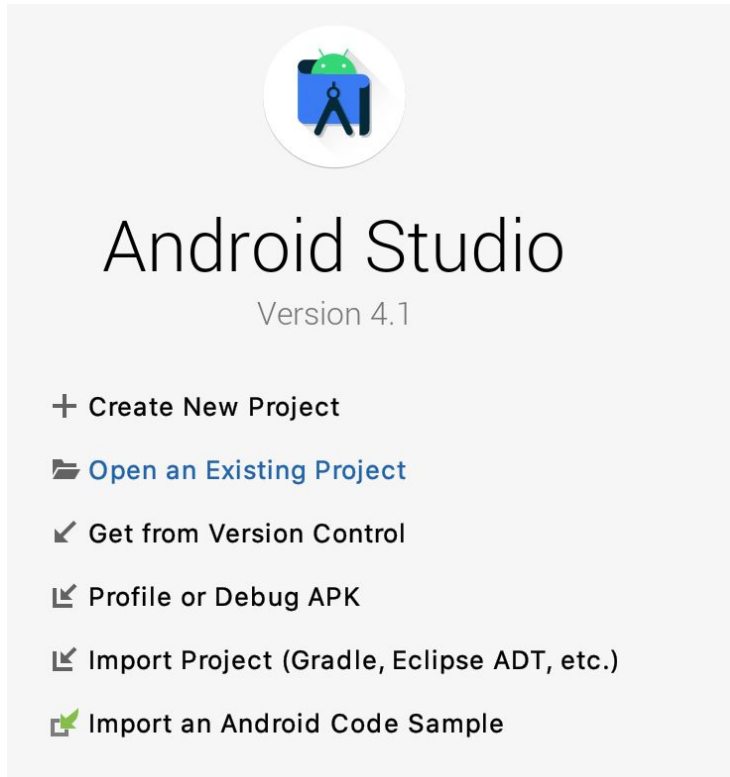 Android Studio
Version 4.1
Create New Project
Open an Existing Project
Get from Version Control
Profile or Debug APK
Import Project (Gradle, Eclipse ADT, etc.)
Import an Android Code Sample